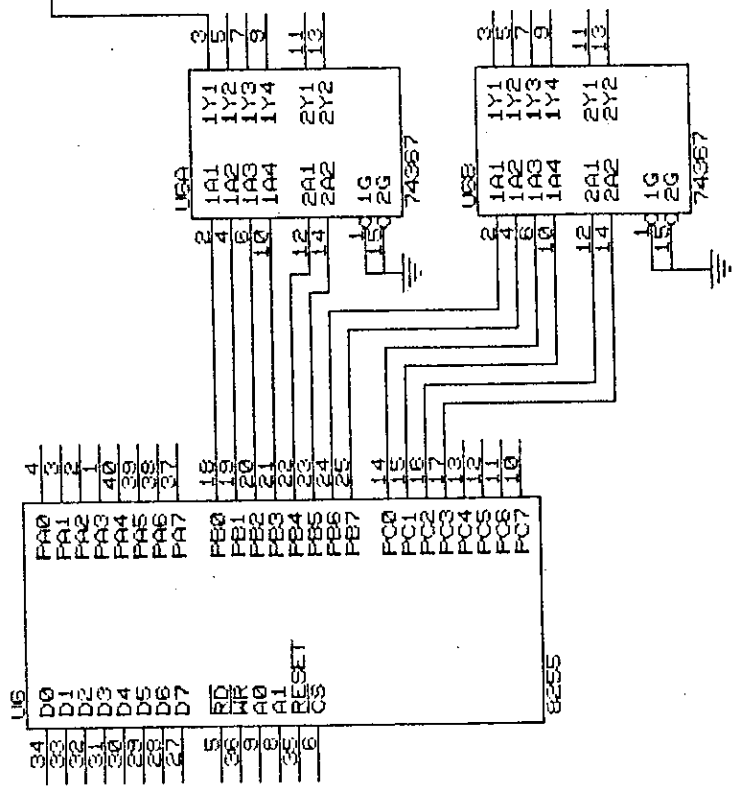 U6
34 D0 PA0 4
33 D1 PA1 3
32 D2 PA2 2
31 D3 PA3 1
30 D4 PA4 40
29 D5 PA5 39
28 D6 PA6 38
27 D7 PA7 37
5 RD PB0 18
36 WR PB1 19
9 A0 PB2 20
8 A1 PB3 21
35 RESET PB4 22
6 CS PB5 23
PB6 24
PB7 25
PC0 14
PC1 15
PC2 16
PC3 17
PC4 13
PC5 12
PC6 11
PC7 10
8255
U6A
2 1A1 1Y1 3
4 1A2 1Y2 5
6 1A3 1Y3 7
10 1A4 1Y4 9
12 2A1 2Y1 11
14 2A2 2Y2 13
1 1G
15 2G
74367
U6B
2 1A1 1Y1 3
4 1A2 1Y2 5
6 1A3 1Y3 7
10 1A4 1Y4 9
12 2A1 2Y1 11
14 2A2 2Y2 13
1 1G
15 2G
74367